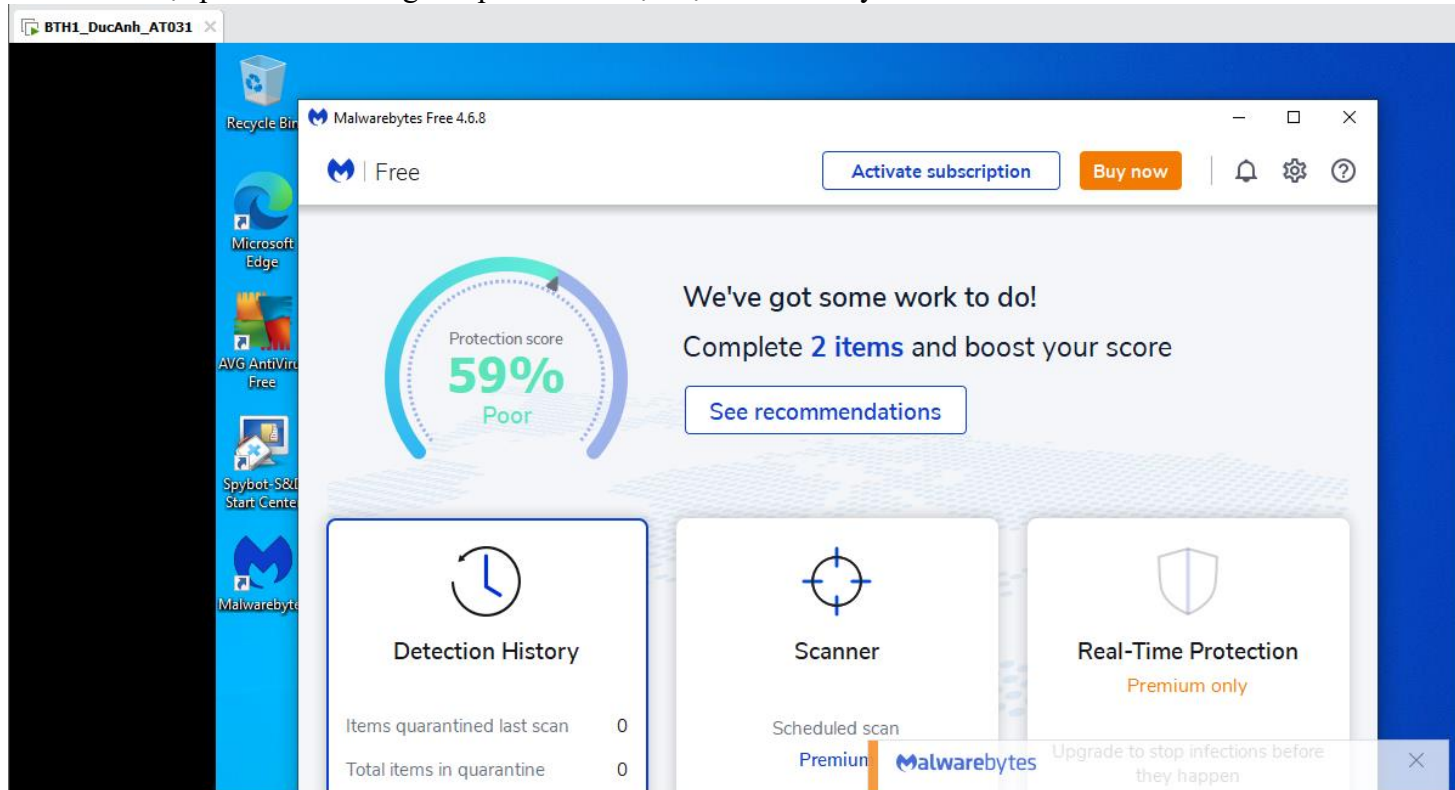 BTH1_DucAnh_AT031
Recycle Bin
Malwarebytes Free 4.6.8
Free
Activate subscription
Buy now
Microsoft
Edge
AVG AntiViru
Free
Spybot-S&D
Start Cente
Malwarebyte
Protection score
59%
Poor
We've got some work to do!
Complete 2 items and boost your score
See recommendations
Detection History
Items quarantined last scan 0
Total items in quarantine 0
Scanner
Scheduled scan
Premium
Real-Time Protection
Premium only
Upgrade to stop infections before
they happen
Malwarebytes